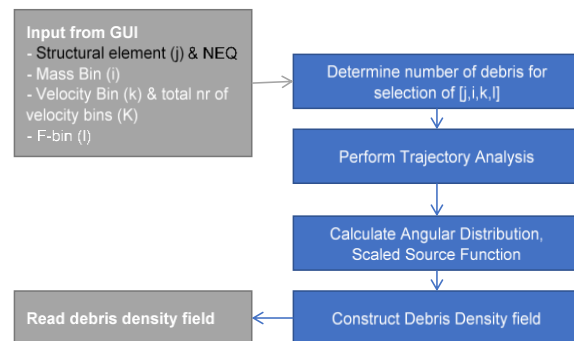 Input from GUI
- Structural element (j) & NEQ
- Mass Bin (i)
- Velocity Bin (k) & total nr of
velocity bins (K)
- F-bin (l)
Determine number of debris for
selection of [j,i,k,l]
Perform Trajectory Analysis
Calculate Angular Distribution,
Scaled Source Function
Construct Debris Density field
Read debris density field